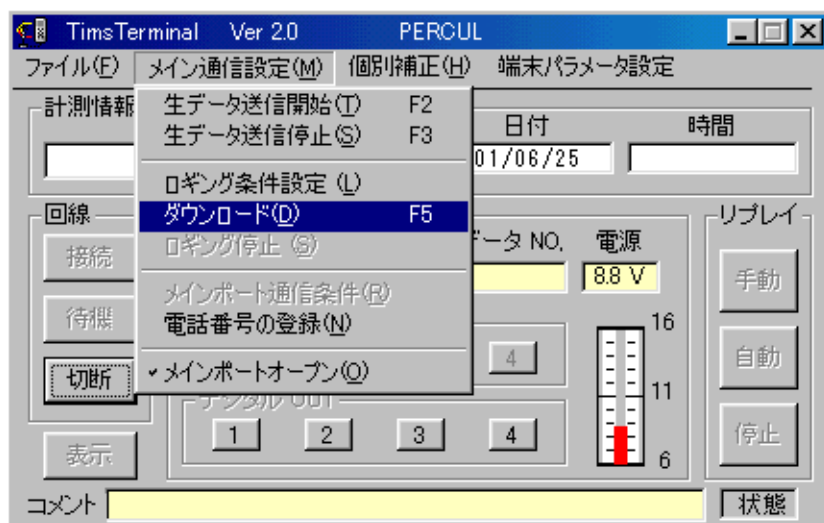 TimsTerminal Ver 2.0 PERCUL
ファイル(F) メイン通信設定(M) 個別補正(H) 端末パラメータ設定
計測情報
生データ送信開始(T) F2
生データ送信停止(S) F3
ロギング条件設定 (L)
ダウンロード(D) F5
ロギング停止 (S)
メインポート通信条件(R)
電話番号の登録(N)
✓メインポートオープン(O)
日付 時間
01/06/25
回線
接続
待機
切断
表示
データ NO. 電源
8.8 V
4
デジタル OUT
1 2 3 4
16
11
6
リプレイ
手動
自動
停止
コメント 状態